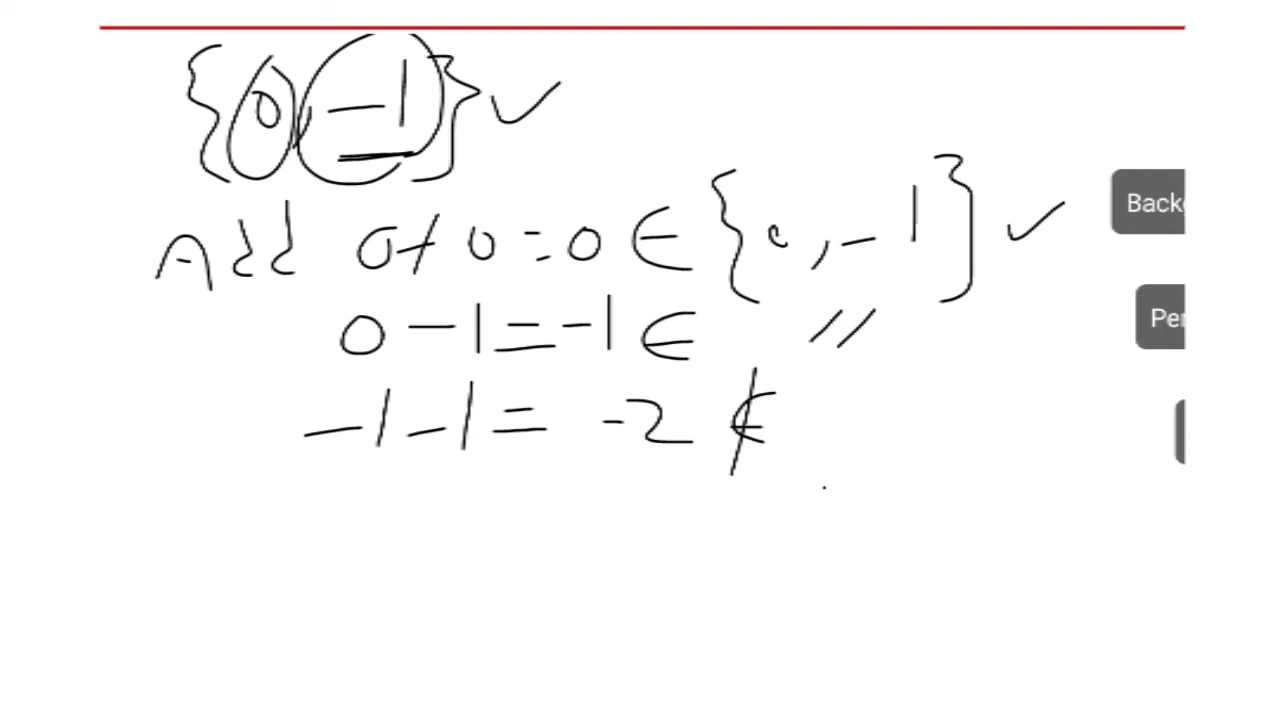 {0, -1} ✓
Add 0+0=0 ∈ {0, -1} ✓
0 -1 = -1 ∈ //
-1 -1 = -2 ∉
Back
Per